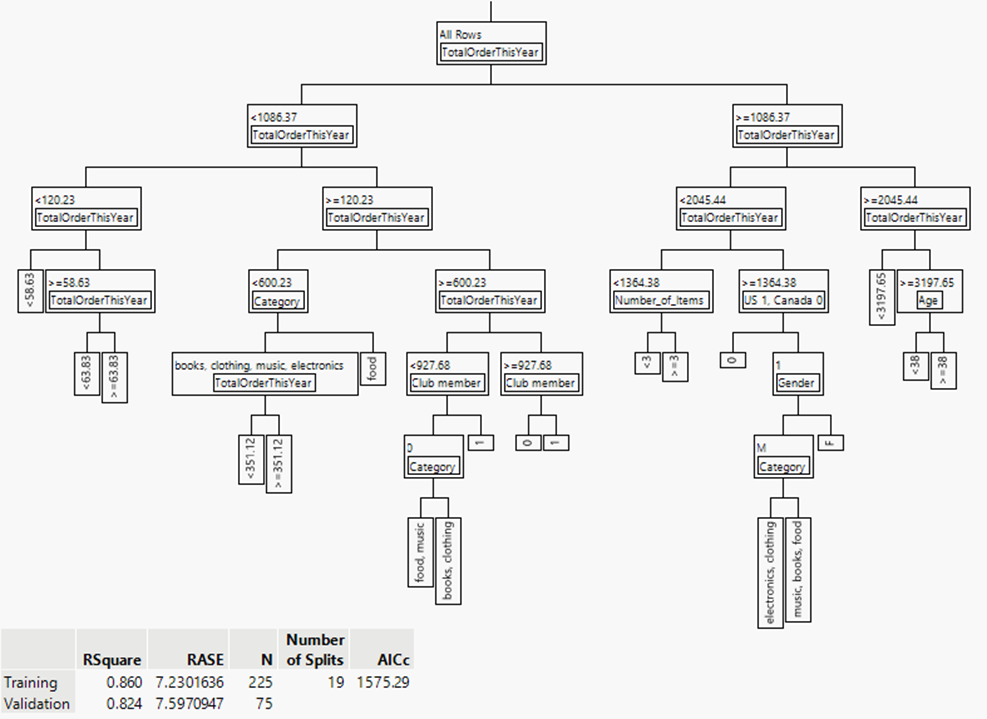 All Rows
TotalOrderThisYear
<1086.37
TotalOrderThisYear
>=1086.37
TotalOrderThisYear
<120.23
TotalOrderThisYear
>=120.23
TotalOrderThisYear
<2045.44
TotalOrderThisYear
>=2045.44
TotalOrderThisYear
<58.63
>=58.63
TotalOrderThisYear
<600.23
Category
>=600.23
TotalOrderThisYear
<1364.38
Number_of_Items
>=1364.38
US 1, Canada 0
<3197.65
>=3197.65
Age
<63.83
>=63.83
books, clothing, music, electronics
TotalOrderThisYear
food
<927.68
Club member
>=927.68
Club member
<3
>=3
0
1
Gender
<38
>=38
<351.12
>=351.12
0
Category
1
0
1
M
Category
F
food, music
books, clothing
electronics, clothing
music, books, food
RSquare RASE N Number of Splits AICc
Training 0.860 7.2301636 225 19 1575.29
Validation 0.824 7.5970947 75